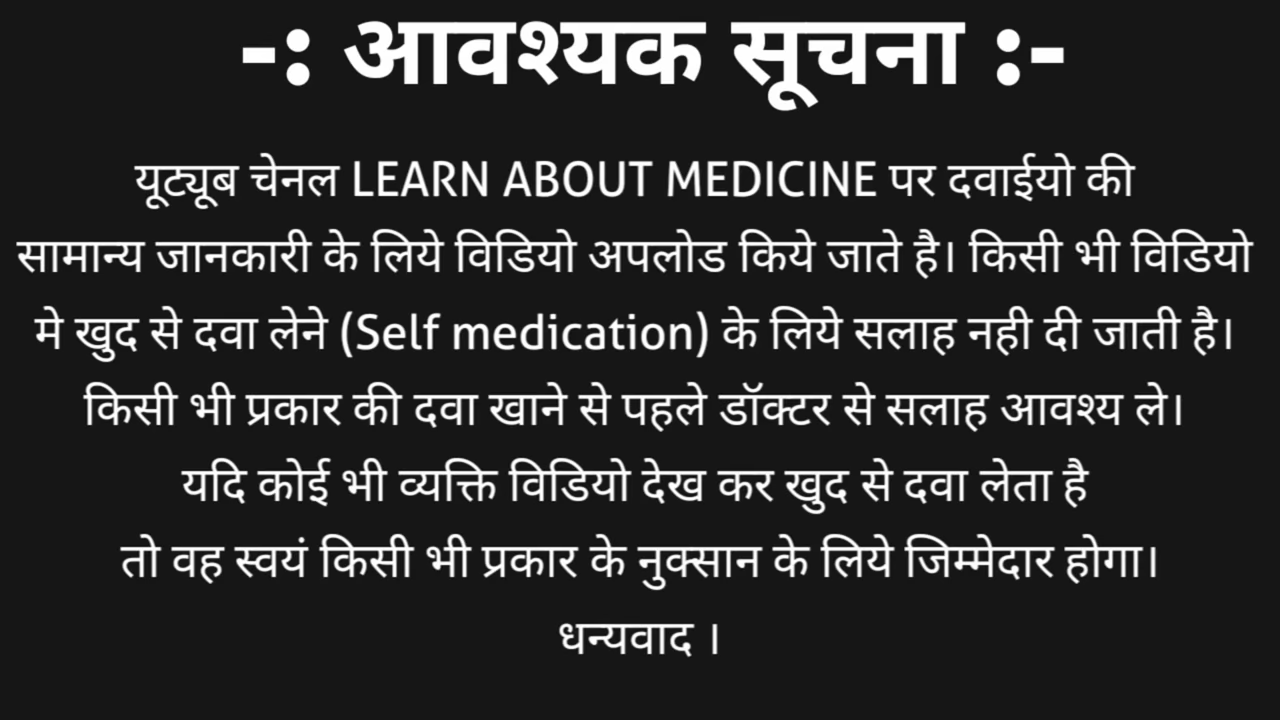 -: आवश्यक सूचना :-
यूट्यूब चेनल LEARN ABOUT MEDICINE पर दवाईयो की
सामान्य जानकारी के लिये विडियो अपलोड किये जाते है। किसी भी विडियो
मे खुद से दवा लेने (Self medication) के लिये सलाह नही दी जाती है।
किसी भी प्रकार की दवा खाने से पहले डॉक्टर से सलाह आवश्य ले।
यदि कोई भी व्यक्ति विडियो देख कर खुद से दवा लेता है
तो वह स्वयं किसी भी प्रकार के नुक्सान के लिये जिम्मेदार होगा।
धन्यवाद ।